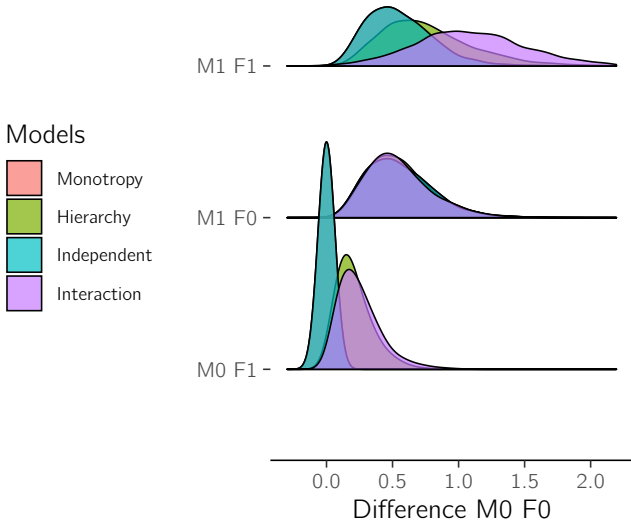 M1 F1
Models
Monotropy
Hierarchy
Independent
Interaction
M1 F0
M0 F1
0.0 0.5 1.0 1.5 2.0
Difference M0 F0